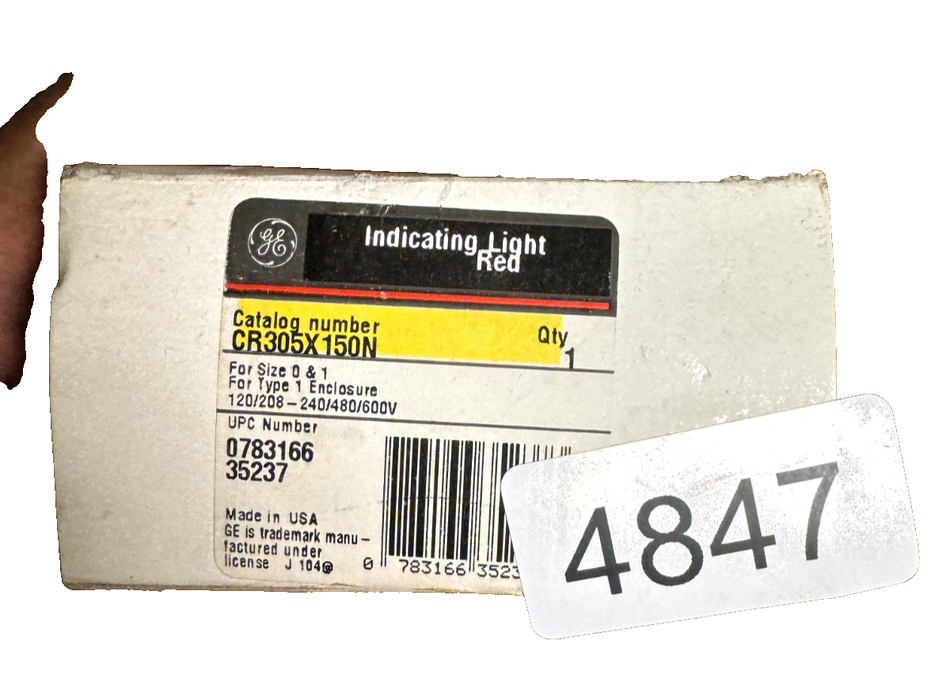 GE
Indicating Light
Red
Catalog number
CR305X150N
Qty
1
For Size 0 & 1
For Type 1 Enclosure
120/208-240/480/600V
UPC Number
0783166
35237
Made in USA
GE is trademark manu-
factured under
license J 104@
0 783166 3523
4847